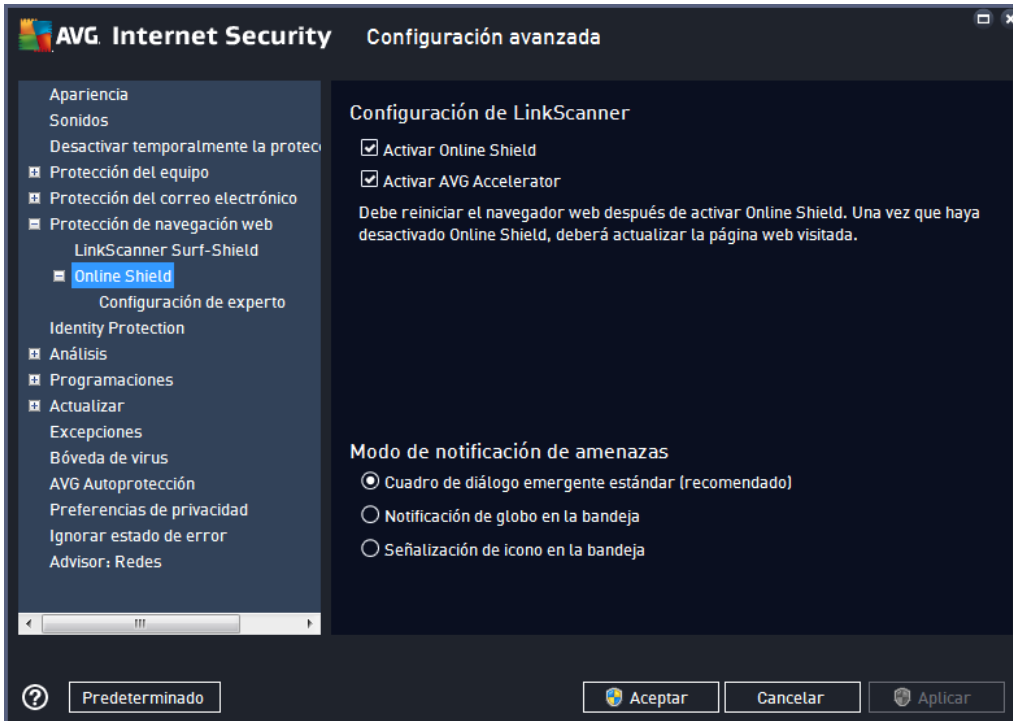 AVG Internet Security Configuración avanzada
Apariencia
Sonidos
Desactivar temporalmente la protec
Protección del equipo
Protección del correo electrónico
Protección de navegación web
LinkScanner Surf-Shield
Online Shield
Configuración de experto
Identity Protection
Análisis
Programaciones
Actualizar
Excepciones
Bóveda de virus
AVG Autoprotección
Preferencias de privacidad
Ignorar estado de error
Advisor: Redes
Configuración de LinkScanner
Activar Online Shield
Activar AVG Accelerator
Debe reiniciar el navegador web después de activar Online Shield. Una vez que haya
desactivado Online Shield, deberá actualizar la página web visitada.
Modo de notificación de amenazas
Cuadro de diálogo emergente estándar (recomendado)
Notificación de globo en la bandeja
Señalización de icono en la bandeja
? Predeterminado Aceptar Cancelar Aplicar